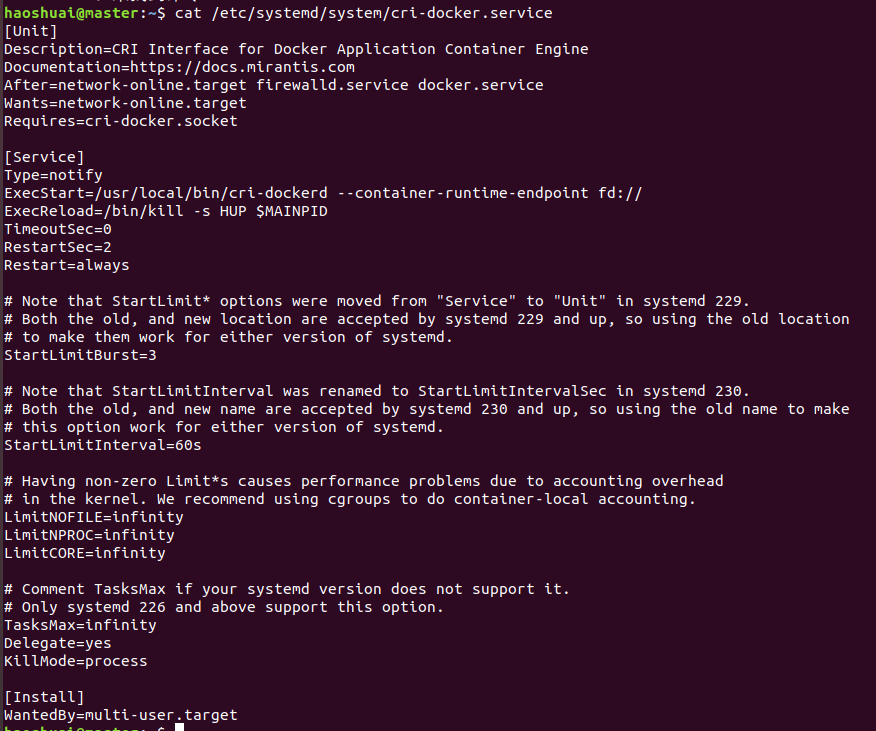 haoshuai@master:~$ cat /etc/systemd/system/cri-docker.service
[Unit]
Description=CRI Interface for Docker Application Container Engine
Documentation=https://docs.mirantis.com
After=network-online.target firewalld.service docker.service
Wants=network-online.target
Requires=cri-docker.socket

[Service]
Type=notify
ExecStart=/usr/local/bin/cri-dockerd --container-runtime-endpoint fd://
ExecReload=/bin/kill -s HUP $MAINPID
TimeoutSec=0
RestartSec=2
Restart=always

# Note that StartLimit* options were moved from "Service" to "Unit" in systemd 229.
# Both the old, and new location are accepted by systemd 229 and up, so using the old location
# to make them work for either version of systemd.
StartLimitBurst=3

# Note that StartLimitInterval was renamed to StartLimitIntervalSec in systemd 230.
# Both the old, and new name are accepted by systemd 230 and up, so using the old name to make
# this option work for either version of systemd.
StartLimitInterval=60s

# Having non-zero Limit*s causes performance problems due to accounting overhead
# in the kernel. We recommend using cgroups to do container-local accounting.
LimitNOFILE=infinity
LimitNPROC=infinity
LimitCORE=infinity

# Comment TasksMax if your systemd version does not support it.
# Only systemd 226 and above support this option.
TasksMax=infinity
Delegate=yes
KillMode=process

[Install]
WantedBy=multi-user.target
haoshuai@master:~$